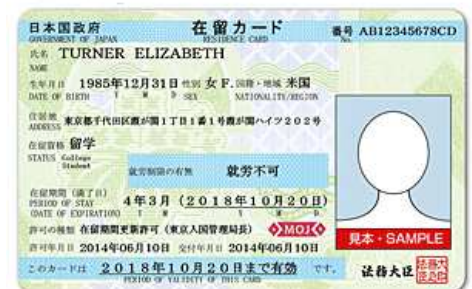 日本国政府 在留カード 番号 AB12345678CD
GOVERNMENT OF JAPAN RESIDENCE CARD No.
氏名 TURNER ELIZABETH
NAME
生年月日 1985年12月31日 性別 女 F. 国籍・地域 米国
DATE OF BIRTH Y M D SEX NATIONALITY/REGION
住居地 東京都千代田区霞が関1丁目1番1号霞が関ハイツ202号
ADDRESS
在留資格 留学
STATUS College Student
就労制限の有無 就労不可
在留期間(満了日) 4年3月(2018年10月20日)
PERIOD OF STAY
(DATE OF EXPIRATION) Y M Y M D
許可の種類 在留期間更新許可(東京入国管理局長) MOJ
許可年月日 2014年06月10日 交付年月日 2014年06月10日
見本・SAMPLE
このカードは 2018年10月20日まで有効 です。
PERIOD OF VALIDITY OF THIS CARD
法務大臣